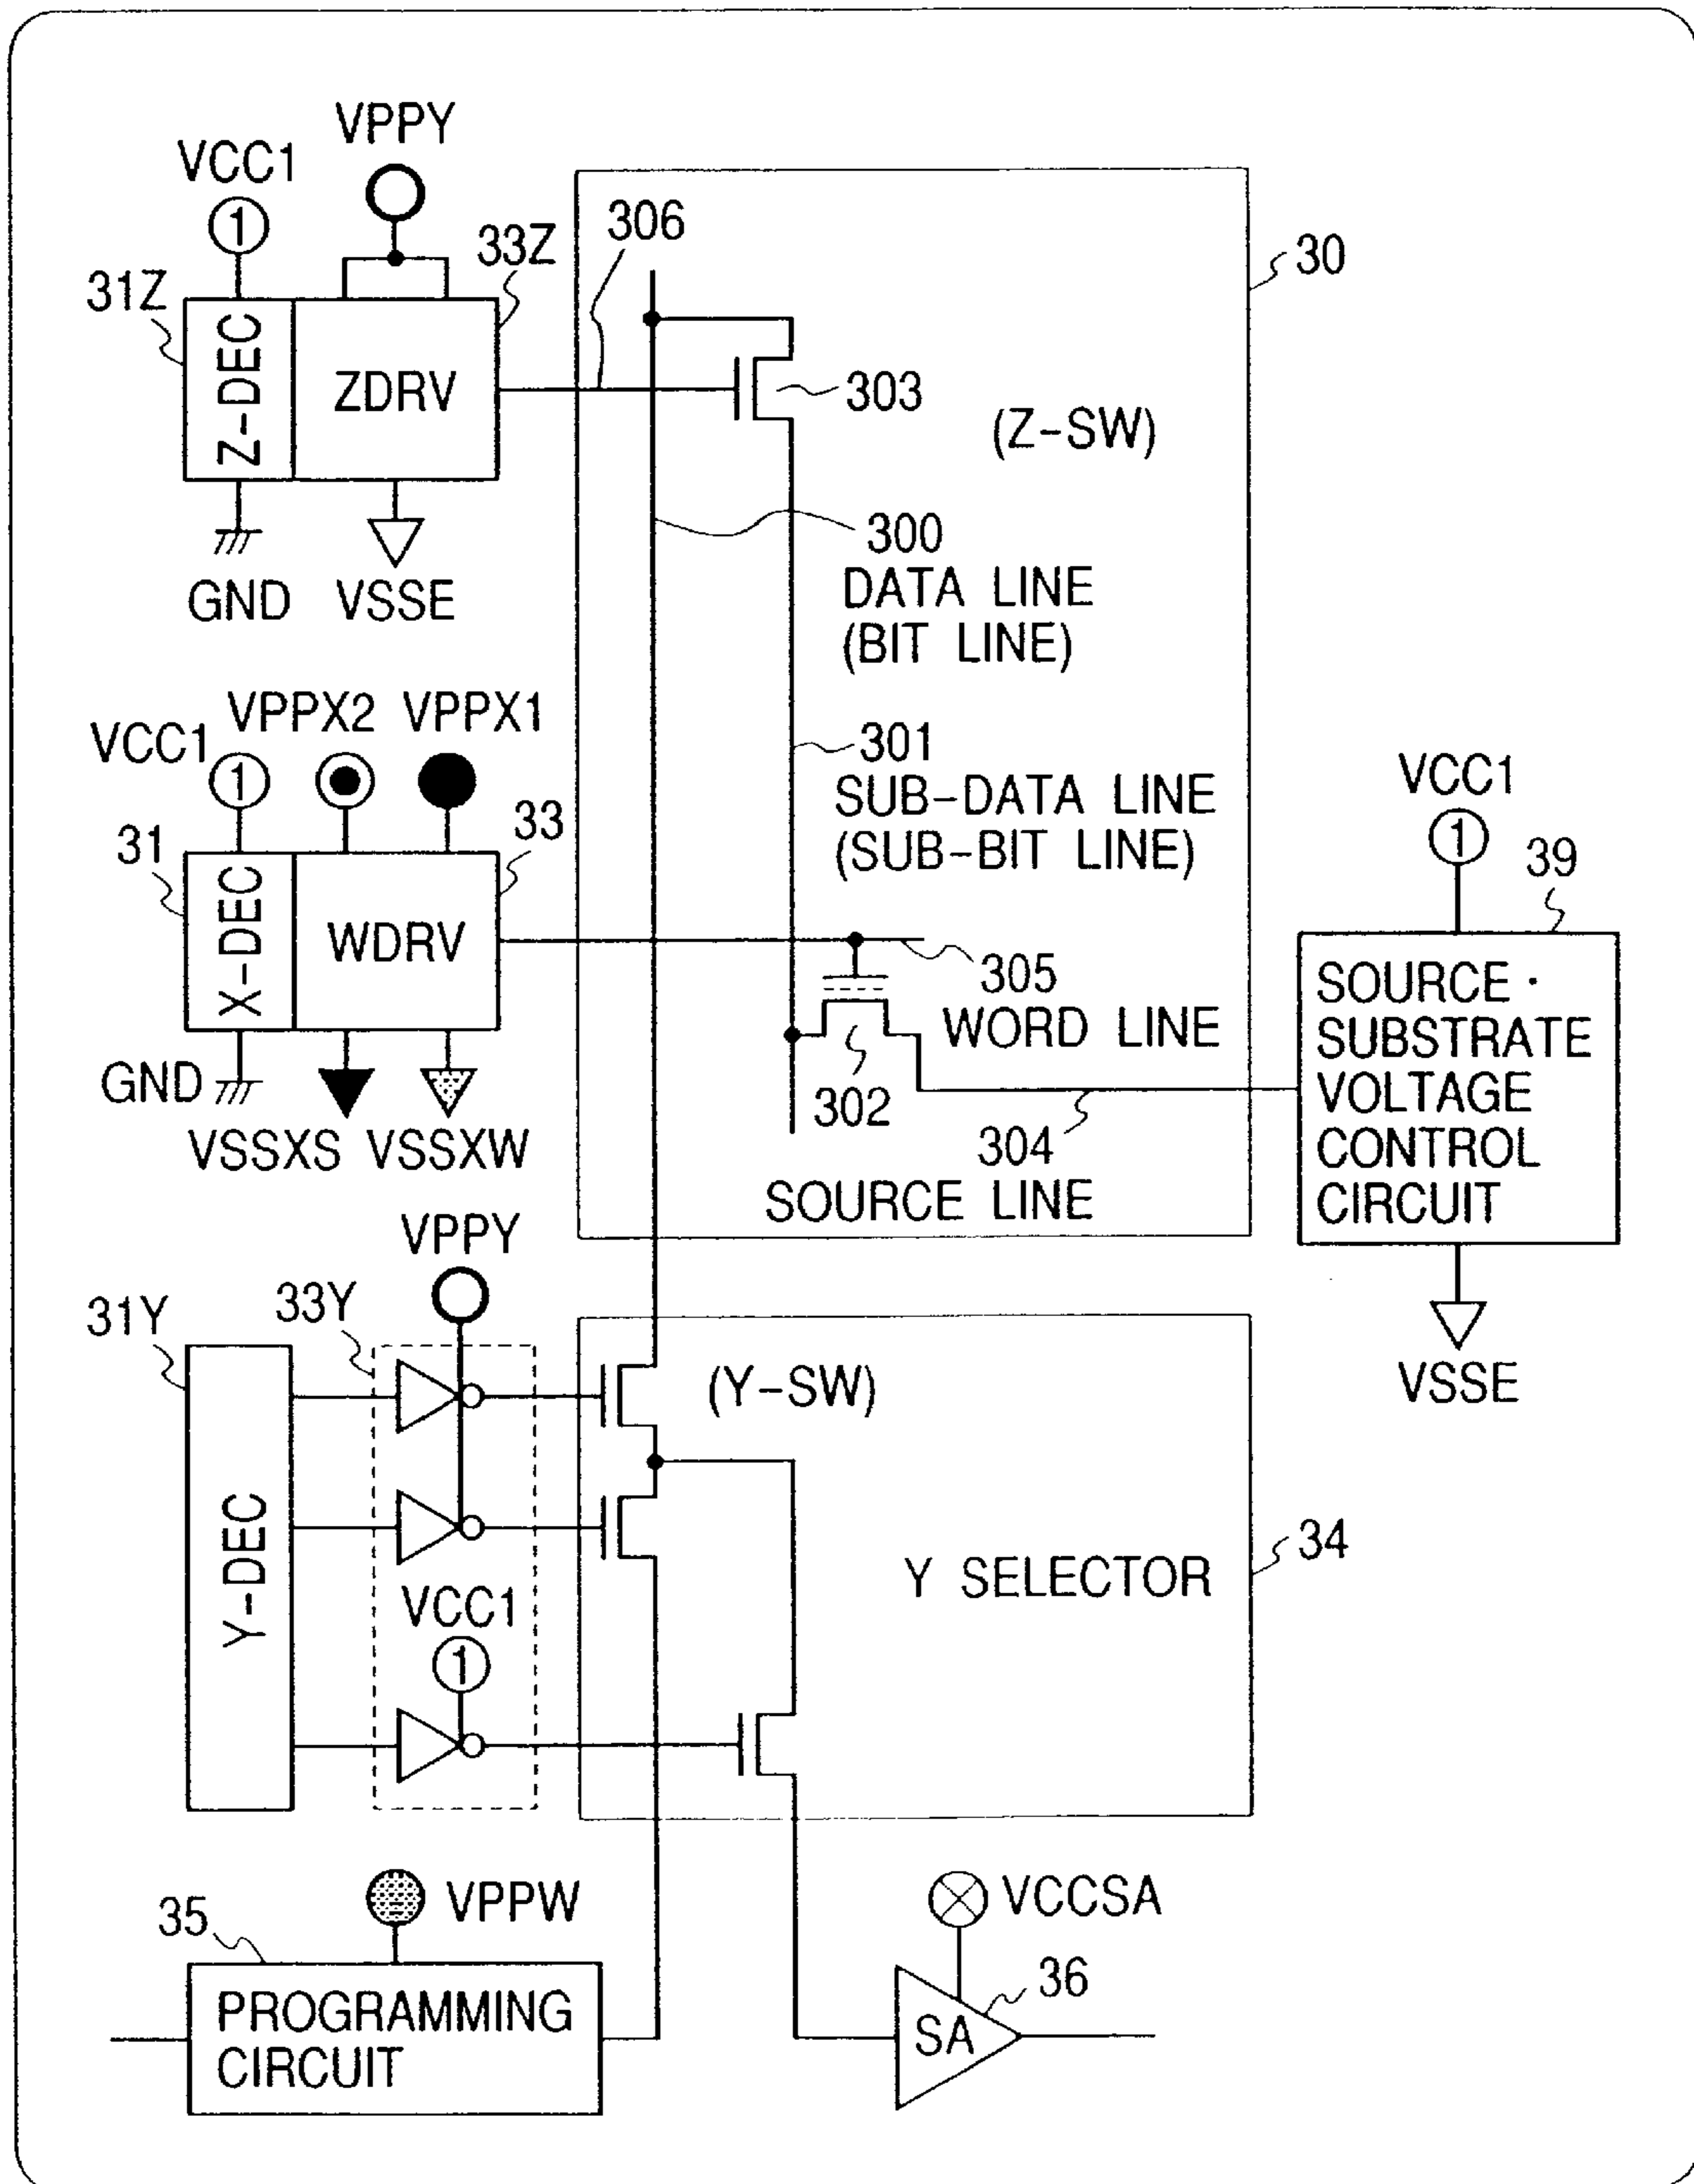 VPPY
VCC1
1
306
33Z
30
31Z
Z-DEC
ZDRV
303
(Z-SW)
300
GND
VSSE
DATA LINE
(BIT LINE)
VPPX2
VPPX1
VCC1
1
301
SUB-DATA LINE
(SUB-BIT LINE)
VCC1
1
31
33
39
X-DEC
WDRV
305
WORD LINE
SOURCE·
SUBSTRATE
VOLTAGE
CONTROL
CIRCUIT
GND
302
VSSXS
VSSXW
304
SOURCE LINE
VPPY
31Y
33Y
VSSE
(Y-SW)
Y-DEC
34
Y SELECTOR
VCC1
1
VPPW
VCCSA
35
36
PROGRAMMING
CIRCUIT
SA